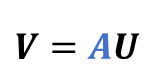 V = AU